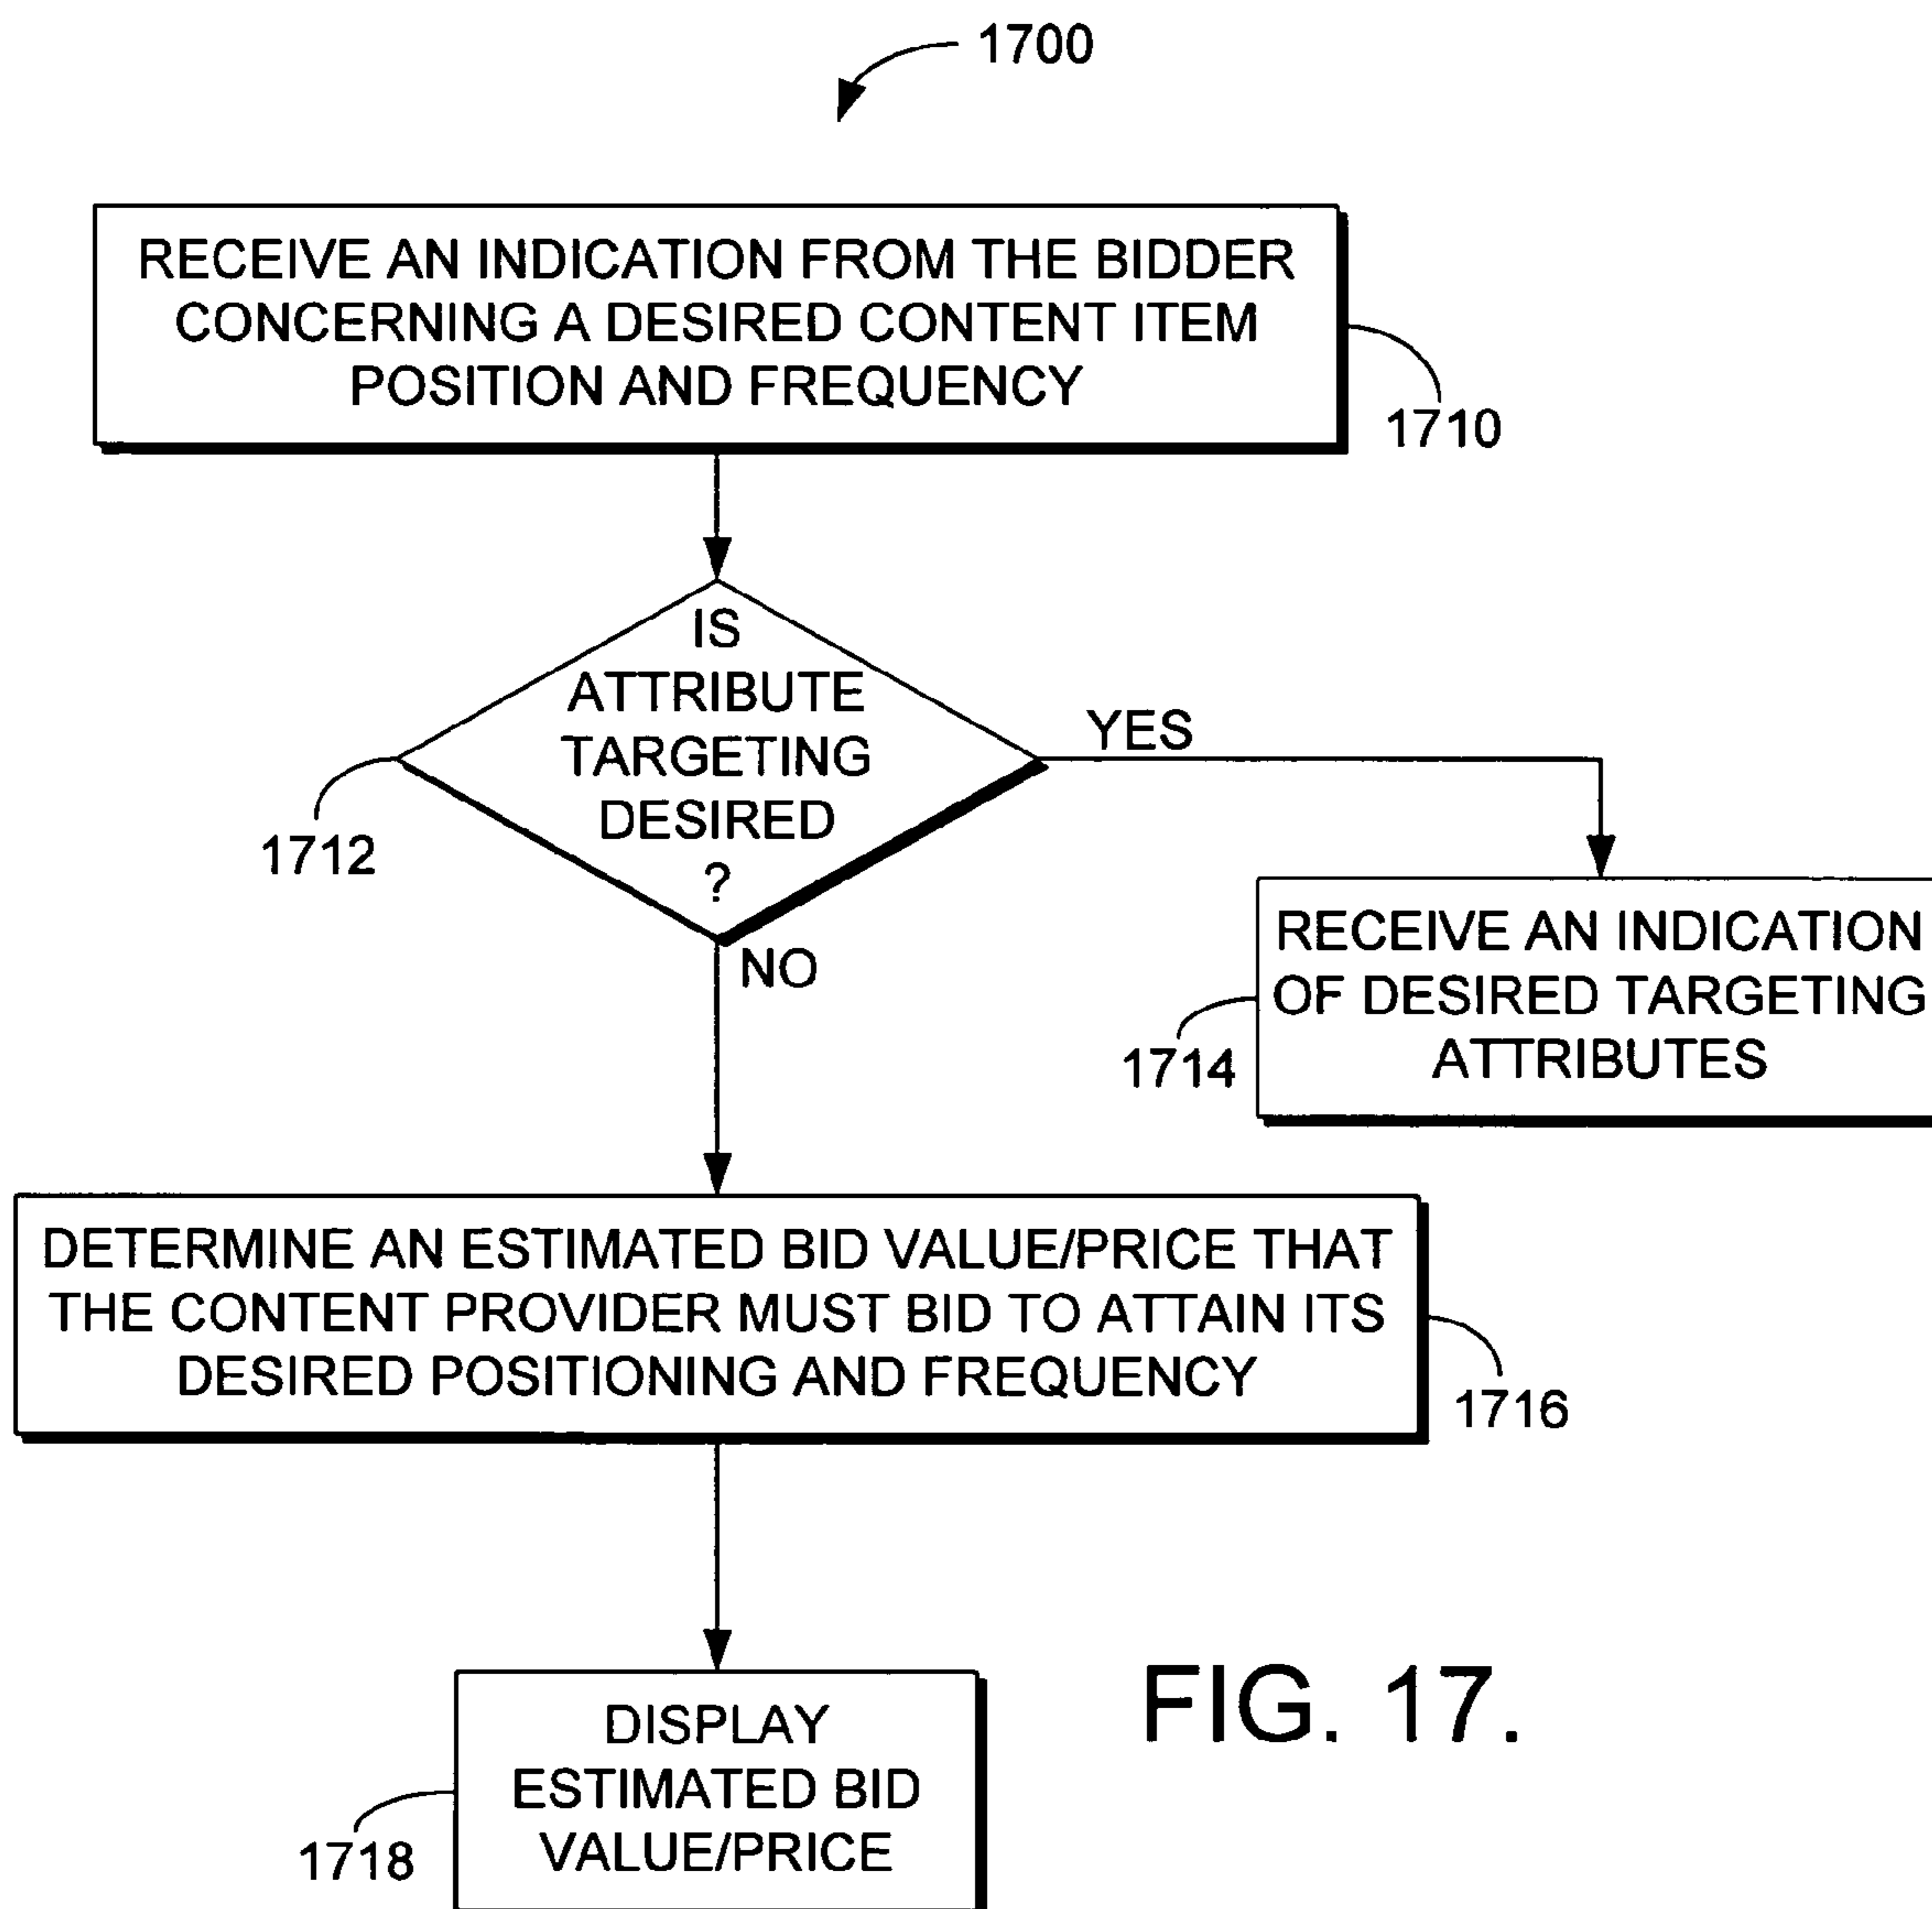 1700
RECEIVE AN INDICATION FROM THE BIDDER
CONCERNING A DESIRED CONTENT ITEM
POSITION AND FREQUENCY
1710
IS
ATTRIBUTE
TARGETING
DESIRED
?
1712
YES
NO
RECEIVE AN INDICATION
OF DESIRED TARGETING
ATTRIBUTES
1714
DETERMINE AN ESTIMATED BID VALUE/PRICE THAT
THE CONTENT PROVIDER MUST BID TO ATTAIN ITS
DESIRED POSITIONING AND FREQUENCY
1716
DISPLAY
ESTIMATED BID
VALUE/PRICE
1718
FIG. 17.